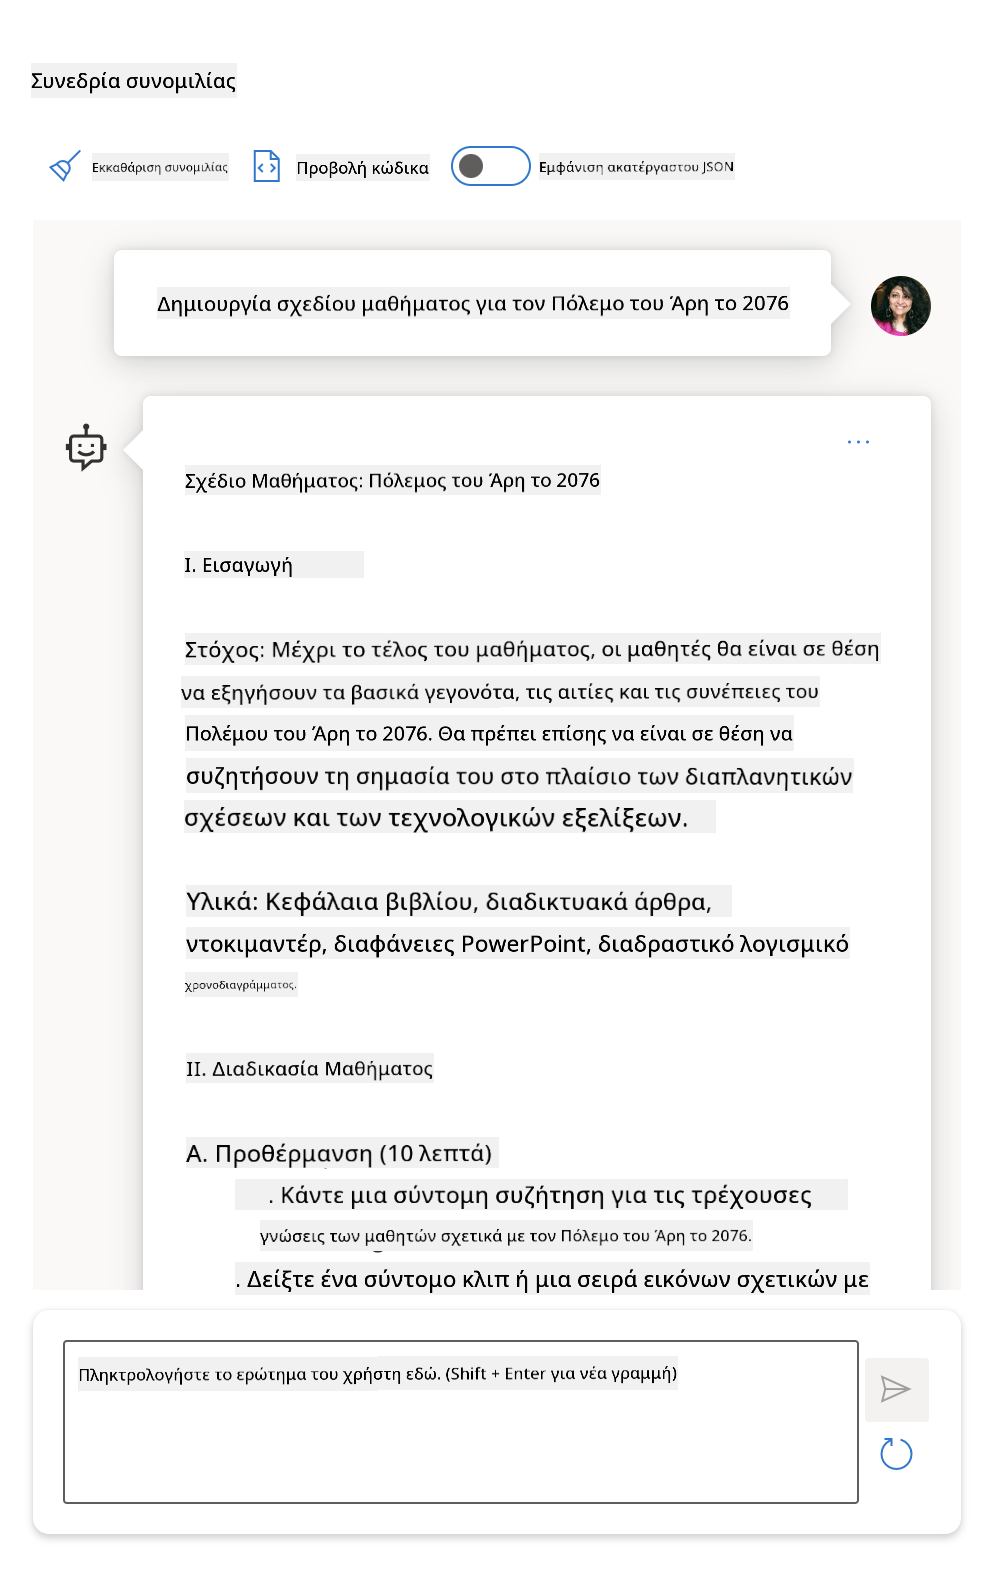 Συνεδρία συνομιλίας
Εκκαθάριση συνομιλίας Προβολή κώδικα Εμφάνιση ακατέργαστου JSON
Δημιουργία σχεδίου μαθήματος για τον Πόλεμο του Άρη το 2076
Σχέδιο Μαθήματος: Πόλεμος του Άρη το 2076
I. Εισαγωγή
Στόχος: Μέχρι το τέλος του μαθήματος, οι μαθητές θα είναι σε θέση
να εξηγήσουν τα βασικά γεγονότα, τις αιτίες και τις συνέπειες του
Πολέμου του Άρη το 2076. Θα πρέπει επίσης να είναι σε θέση να
συζητήσουν τη σημασία του στο πλαίσιο των διαπλανητικών
σχέσεων και των τεχνολογικών εξελίξεων.
Υλικά: Κεφάλαια βιβλίου, διαδικτυακά άρθρα,
ντοκιμαντέρ, διαφάνειες PowerPoint, διαδραστικό λογισμικό
χρονοδιαγράμματος.
II. Διαδικασία Μαθήματος
Α. Προθέρμανση (10 λεπτά)
. Κάντε μια σύντομη συζήτηση για τις τρέχουσες
γνώσεις των μαθητών σχετικά με τον Πόλεμο του Άρη το 2076.
. Δείξτε ένα σύντομο κλιπ ή μια σειρά εικόνων σχετικών με
Πληκτρολογήστε το ερώτημα του χρήστη εδώ. (Shift + Enter για νέα γραμμή)